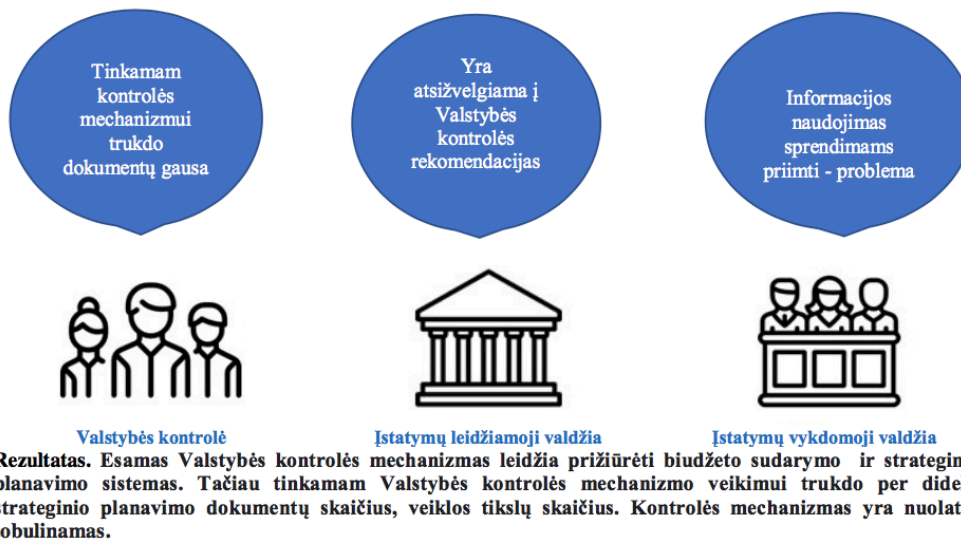 Tinkamam
kontrolės
mechanizmui
trukdo
dokumentų gausa
Yra
atsižvelgiama į
Valstybės
kontrolės
rekomendacijas
Informacijos
naudojimas
sprendimams
priimti - problema
Valstybės kontrolė
Įstatymų leidžiamoji valdžia
Įstatymų vykdomoji valdžia
Rezultatas. Esamas Valstybės kontrolės mechanizmas leidžia prižiūrėti biudžeto sudarymo ir strategin
planavimo sistemas. Tačiau tinkamam Valstybės kontrolės mechanizmo veikimui trukdo per dide
strateginio planavimo dokumentų skaičius, veiklos tikslų skaičius. Kontrolės mechanizmas yra nuolat
tobulinamas.